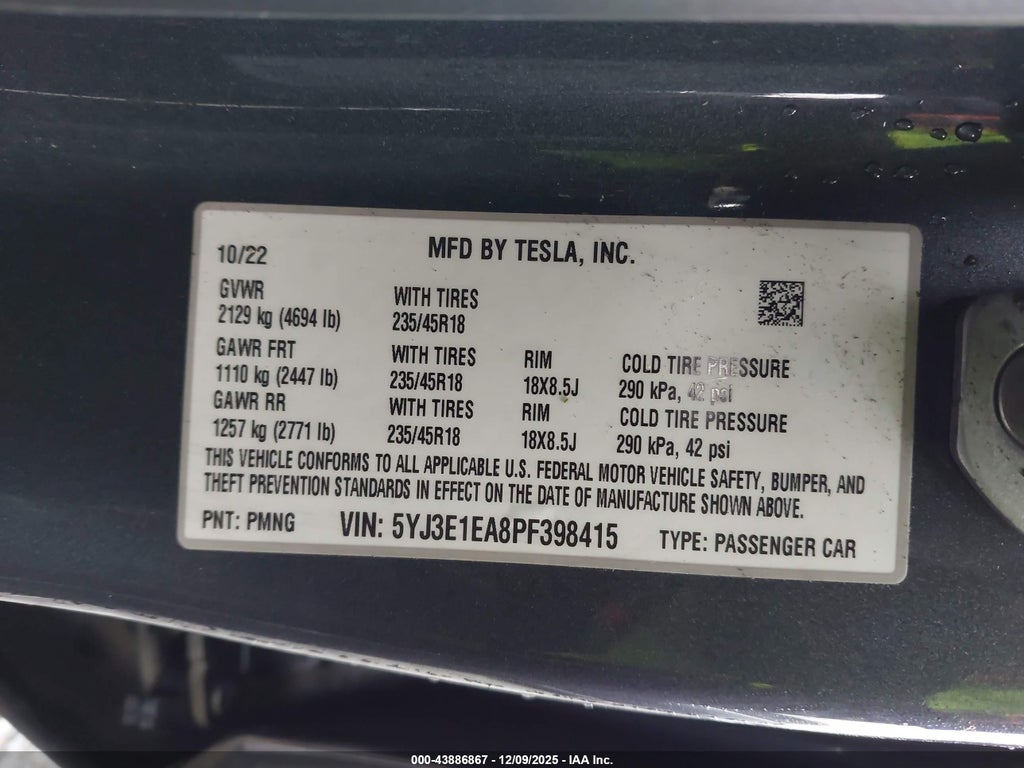 10/22 MFD BY TESLA, INC.
GVWR WITH TIRES
2129 kg (4694 lb) 235/45R18
GAWR FRT WITH TIRES RIM COLD TIRE PRESSURE
1110 kg (2447 lb) 235/45R18 18X8.5J 290 kPa, 42 psi
GAWR RR WITH TIRES RIM COLD TIRE PRESSURE
1257 kg (2771 lb) 235/45R18 18X8.5J 290 kPa, 42 psi
THIS VEHICLE CONFORMS TO ALL APPLICABLE U.S. FEDERAL MOTOR VEHICLE SAFETY, BUMPER, AND
THEFT PREVENTION STANDARDS IN EFFECT ON THE DATE OF MANUFACTURE SHOWN ABOVE.
PNT: PMNG VIN: 5YJ3E1EA8PF398415 TYPE: PASSENGER CAR
000-43886867 - 12/09/2025 - IAA Inc.